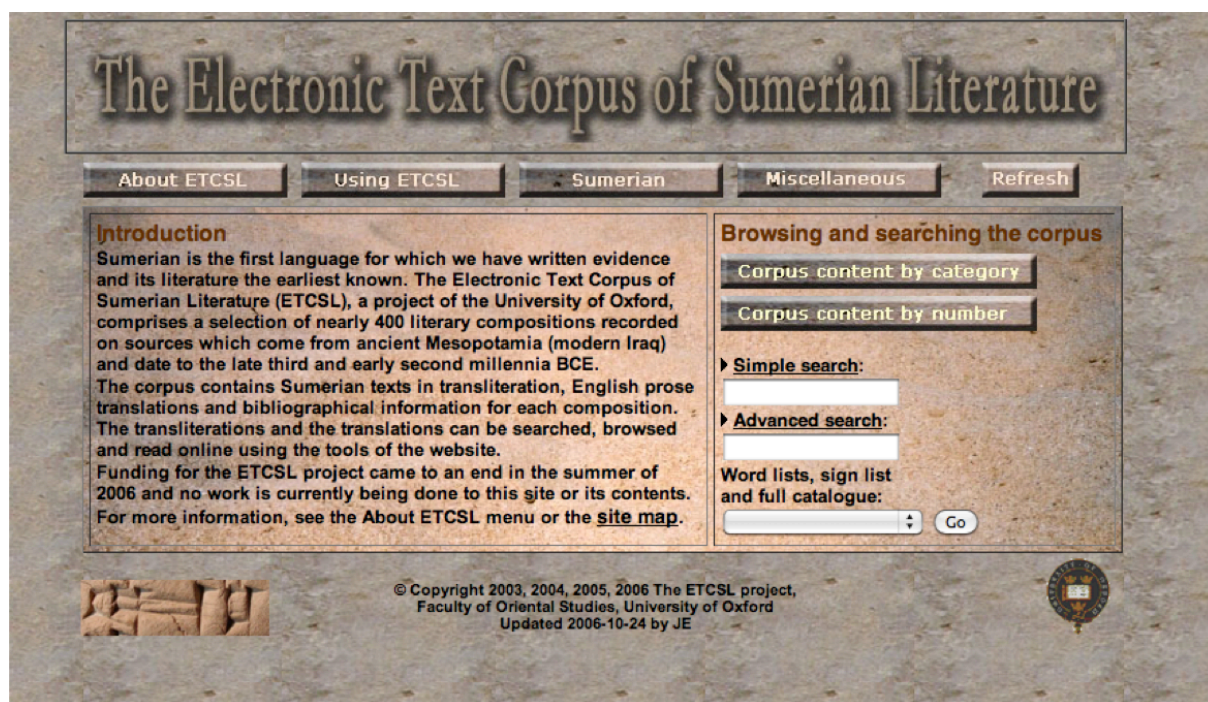 The Electronic Text Corpus of Sumerian Literature
About ETCSL
Using ETCSL
Sumerian
Miscellaneous
Refresh
Introduction
Sumerian is the first language for which we have written evidence
and its literature the earliest known. The Electronic Text Corpus of
Sumerian Literature (ETCSL), a project of the University of Oxford,
comprises a selection of nearly 400 literary compositions recorded
on sources which come from ancient Mesopotamia (modern Iraq)
and date to the late third and early second millennia BCE.
The corpus contains Sumerian texts in transliteration, English prose
translations and bibliographical information for each composition.
The transliterations and the translations can be searched, browsed
and read online using the tools of the website.
Funding for the ETCSL project came to an end in the summer of
2006 and no work is currently being done to this site or its contents.
For more information, see the About ETCSL menu or the site map.
Browsing and searching the corpus
Corpus content by category
Corpus content by number
Simple search:
Advanced search:
Word lists, sign list
and full catalogue:
Go
© Copyright 2003, 2004, 2005, 2006 The ETCSL project,
Faculty of Oriental Studies, University of Oxford
Updated 2006-10-24 by JE